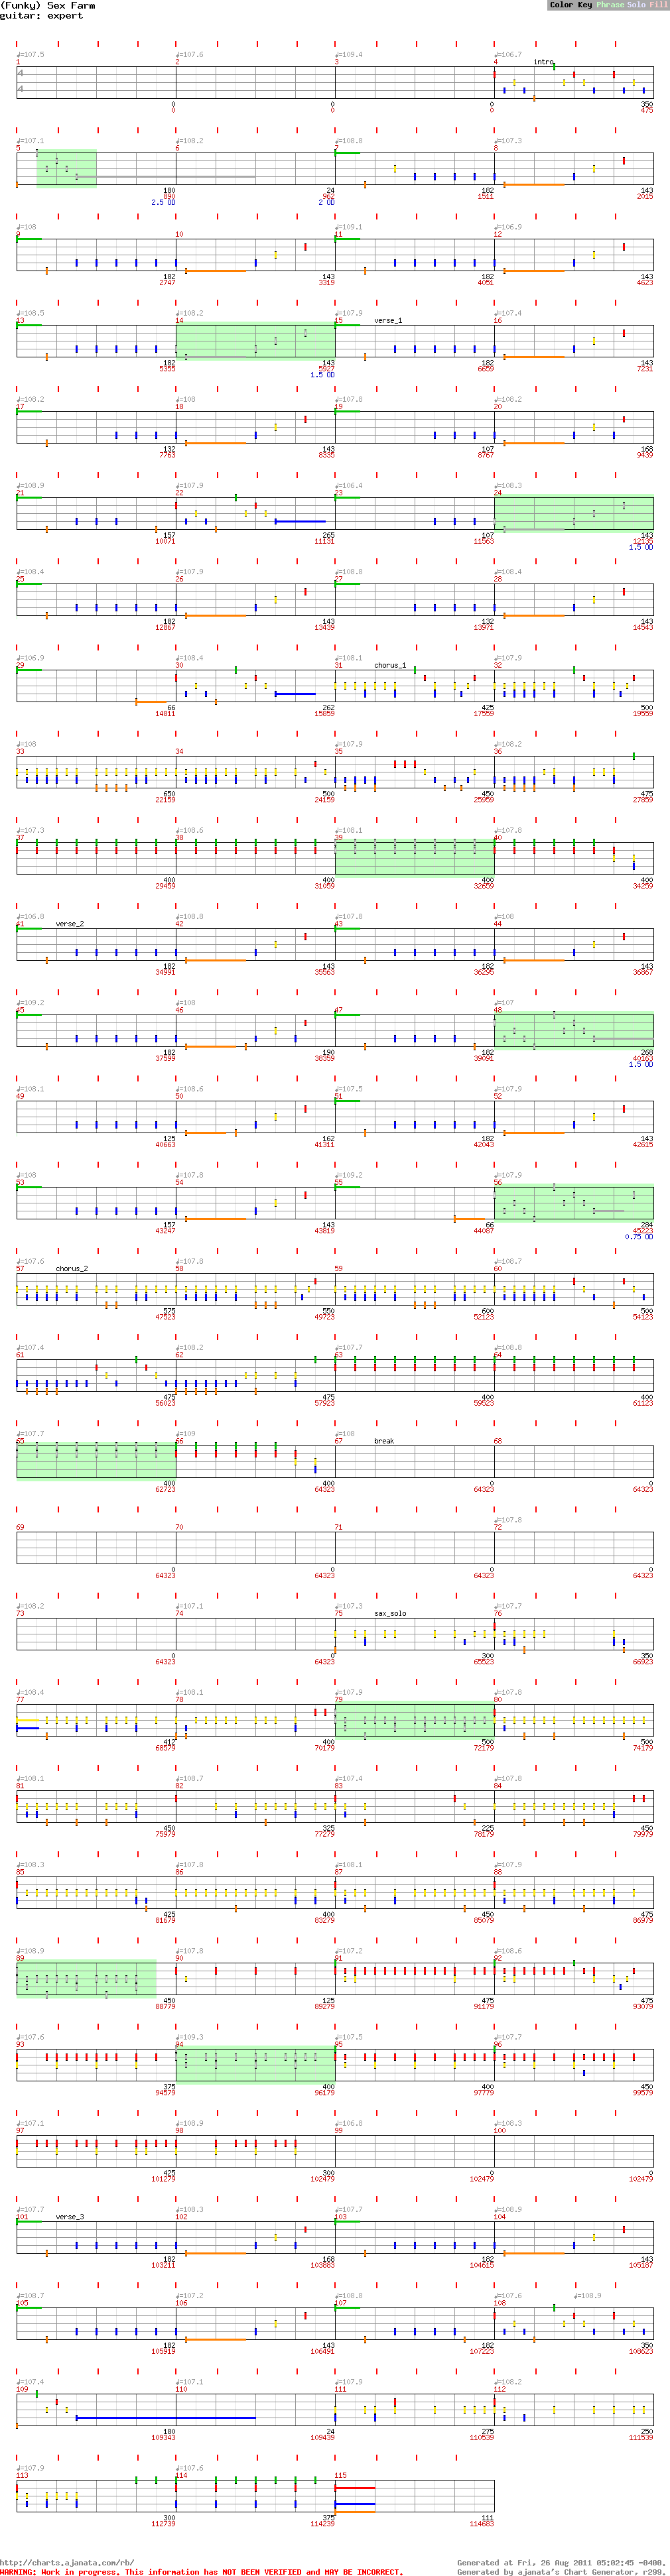 (Funky) Sex Farm
Color Key Phrase Solo Fill
guitar: expert
♩=107.5 ♩=107.6 ♩=109.4 ♩=106.7
1 2 3 4 intro
4
4
0 0 0 350
0 0 0 475
♩=107.1 ♩=108.2 ♩=108.8 ♩=107.3
5 6 7 8
180 24 182 143
890 962 1511 2015
2.5 OD 2 OD
♩=108 ♩=109.1 ♩=106.9
9 10 11 12
182 143 182 143
2747 3319 4051 4623
♩=108.5 ♩=108.2 ♩=107.9 ♩=107.4
13 14 15 verse_1 16
182 143 182 143
5355 5927 6659 7231
1.5 OD
♩=108.2 ♩=108 ♩=107.8 ♩=108.2
17 18 19 20
132 143 107 168
7763 8335 8767 9439
♩=108.9 ♩=107.9 ♩=106.4 ♩=108.3
21 22 23 24
157 265 107 143
10071 11131 11563 12135
1.5 OD
♩=108.4 ♩=107.9 ♩=108.8 ♩=108.4
25 26 27 28
182 143 132 143
12867 13439 13971 14543
♩=106.9 ♩=108.4 ♩=108.1 ♩=107.9
29 30 31 chorus_1 32
66 262 425 500
14811 15859 17559 19559
♩=108 ♩=107.9 ♩=108.2
33 34 35 36
650 500 450 475
22159 24159 25959 27859
♩=107.3 ♩=108.6 ♩=108.1 ♩=107.8
37 38 39 40
400 400 400 400
29459 31059 32659 34259
♩=106.8 ♩=108.8 ♩=107.8 ♩=108
41 verse_2 42 43 44
182 143 182 143
34991 35563 36295 36867
♩=109.2 ♩=108 ♩=107
45 46 47 48
182 190 182 268
37599 38359 39091 40163
1.5 OD
♩=108.1 ♩=108.6 ♩=107.5 ♩=107.9
49 50 51 52
125 162 182 143
40663 41311 42043 42615
♩=108 ♩=107.8 ♩=109.2 ♩=107.9
53 54 55 56
157 143 66 284
43247 43819 44087 45223
0.75 OD
♩=107.6 ♩=107.8 ♩=108.7
57 chorus_2 58 59 60
575 550 600 500
47523 49723 52123 54123
♩=107.4 ♩=108.2 ♩=107.7 ♩=108.8
61 62 63 64
475 475 400 400
56023 57923 59523 61123
♩=107.7 ♩=109 ♩=108
65 66 67 break 68
400 400 0 0
62723 64323 64323 64323
♩=107.8
69 70 71 72
0 0 0 0
64323 64323 64323 64323
♩=108.2 ♩=107.1 ♩=107.3 ♩=107.7
73 74 75 sax_solo 76
0 0 300 350
64323 64323 65523 66923
♩=108.4 ♩=108.1 ♩=107.9 ♩=107.8
77 78 79 80
412 400 500 500
68579 70179 72179 74179
♩=108.1 ♩=108.7 ♩=107.4 ♩=107.8
81 82 83 84
450 325 225 450
75979 77279 78179 79979
♩=108.3 ♩=107.8 ♩=108.1 ♩=107.9
85 86 87 88
425 400 450 475
81679 83279 85079 86979
♩=108.9 ♩=107.8 ♩=107.2 ♩=108.6
89 90 91 92
450 125 475 475
88779 89279 91179 93079
♩=107.6 ♩=109.3 ♩=107.5 ♩=107.7
93 94 95 96
375 400 400 450
94579 96179 97779 99579
♩=107.1 ♩=108.9 ♩=106.8 ♩=108.3
97 98 99 100
425 300 0 0
101279 102479 102479 102479
♩=107.7 ♩=108.3 ♩=107.7 ♩=108.9
101 verse_3 102 103 104
182 168 182 143
103211 103883 104615 105187
♩=108.7 ♩=107.2 ♩=108.8 ♩=107.6 ♩=108.9
105 106 107 108
182 143 182 350
105919 106491 107223 108623
♩=107.4 ♩=107.1 ♩=107.9 ♩=108.2
109 110 111 112
180 24 275 250
109343 109439 110539 111539
♩=107.9 ♩=107.6
113 114 115
300 375 111
112739 114239 114683
http://charts.ajanata.com/rb/
Generated at Fri, 26 Aug 2011 05:02:45 -0400.
WARNING: Work in progress. This information has NOT BEEN VERIFIED and MAY BE INCORRECT.
Generated by ajanata's Chart Generator, r299.